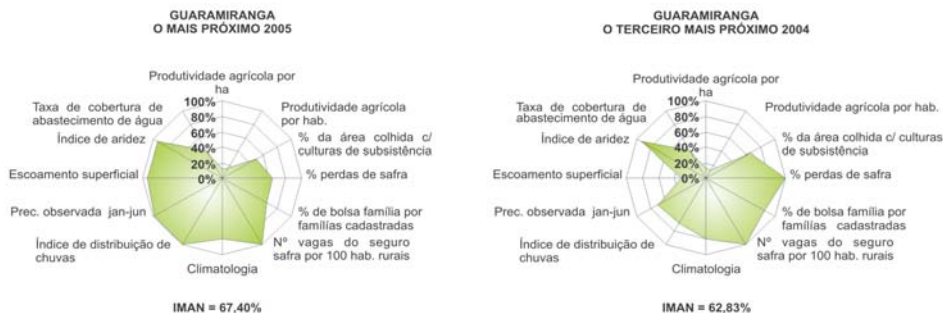 GUARAMIRANGA
O MAIS PRÓXIMO 2005
Produtividade agrícola por
ha
100%
80%
60%
40%
20%
0%
Produtividade agrícola
por hab.
% da área colhida c/
culturas de subsistência
% perdas de safra
% de bolsa família por
famílias cadastradas
Nº vagas do seguro
safra por 100 hab. rurais
Climatologia
Índice de distribuição de
chuvas
Prec. observada jan-jun
Escoamento superficial
Índice de aridez
Taxa de cobertura de
abastecimento de água
IMAN = 67,40%
GUARAMIRANGA
O TERCEIRO MAIS PRÓXIMO 2004
Produtividade agrícola por
ha
100%
80%
60%
40%
20%
0%
Produtividade agrícola por hab.
% da área colhida c/ culturas
de subsistência
% perdas de safra
% de bolsa família por
famílias cadastradas
Nº vagas do seguro
safra por 100 hab. rurais
Climatologia
Índice de distribuição de
chuvas
Prec. observada jan-jun
Escoamento superficial
Índice de aridez
Taxa de cobertura de
abastecimento de água
IMAN = 62,83%